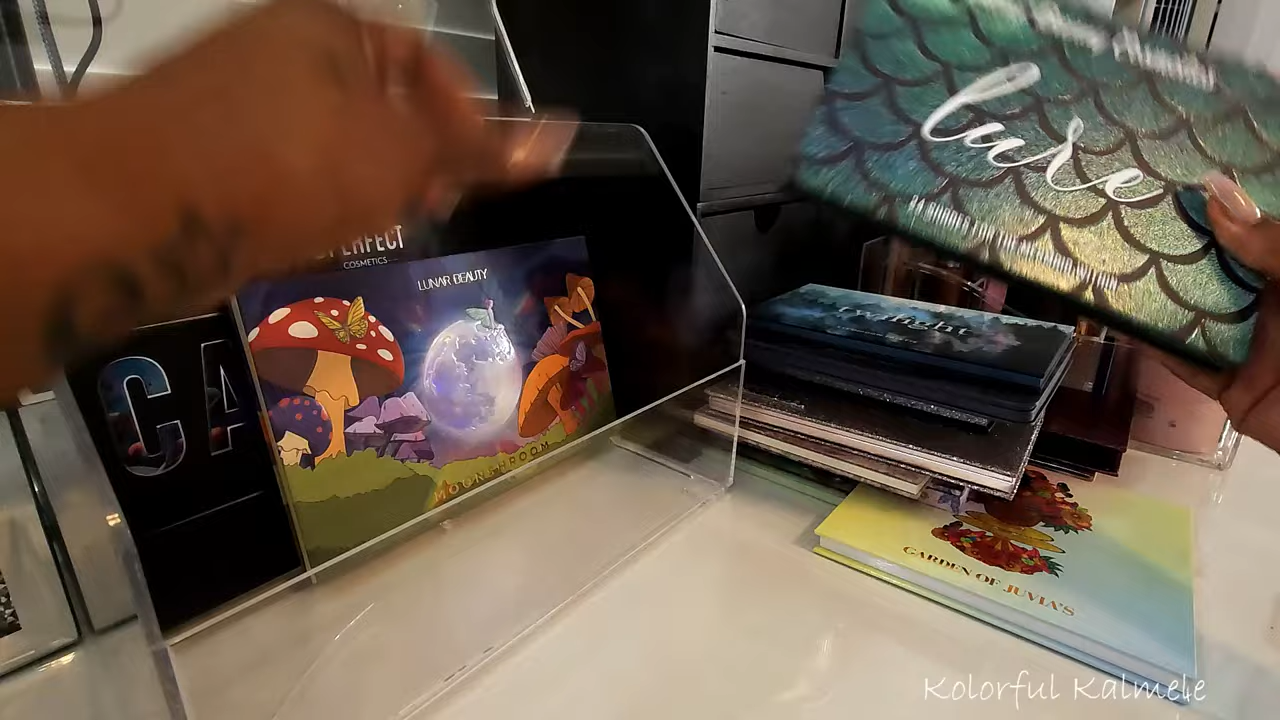 PERFECT
COSMETICS
CA
LUNAR BEAUTY
MOONSHROOM
lure
twilight
GARDEN OF JUVIA'S
Kolorful Kalmele